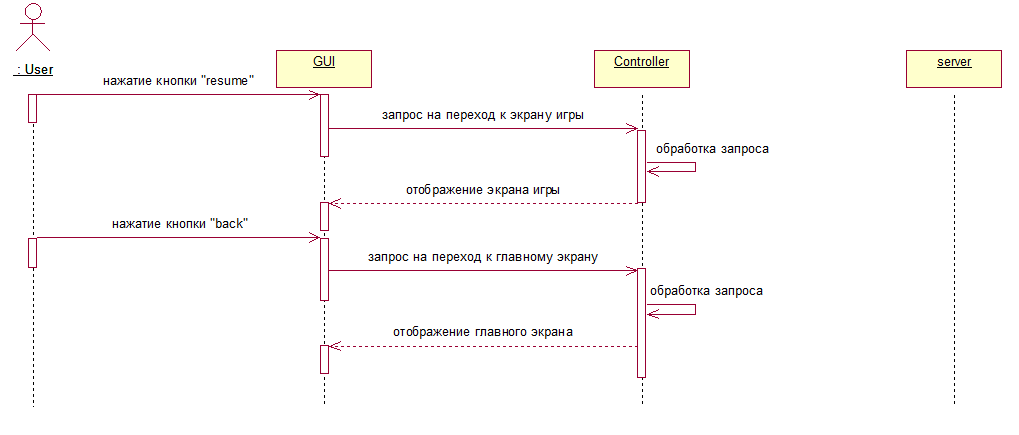 : User
GUI
Controller
server
нажатие кнопки "resume"
запрос на переход к экрану игры
обработка запроса
отображение экрана игры
нажатие кнопки "back"
запрос на переход к главному экрану
обработка запроса
отображение главного экрана